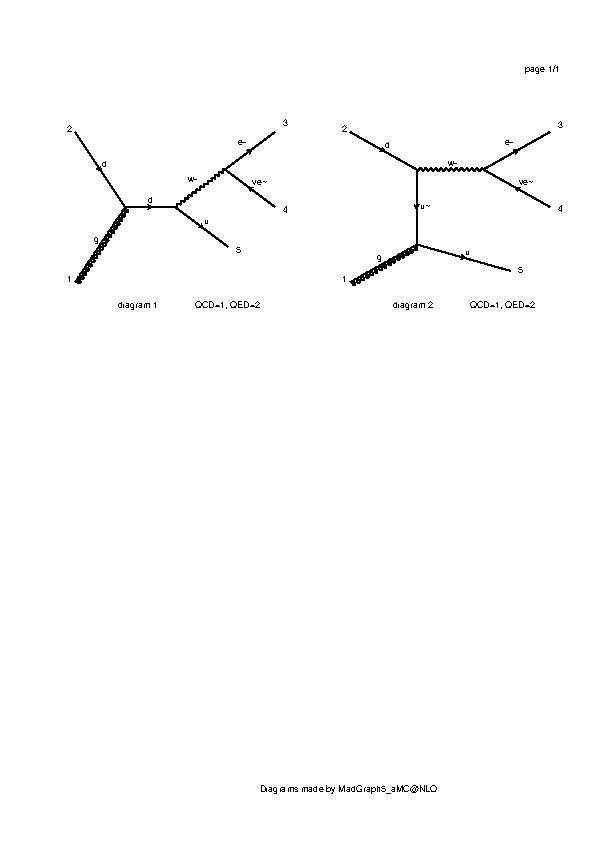 page 1/1
2
d
g
1
d
w-
e-
3
ve~
4
u
5
diagram 1 QCD=1, QED=2
2
d
w-
e-
3
ve~
4
u~
g
1
u
5
diagram 2 QCD=1, QED=2
Diagrams made by MadGraph5_aMC@NLO